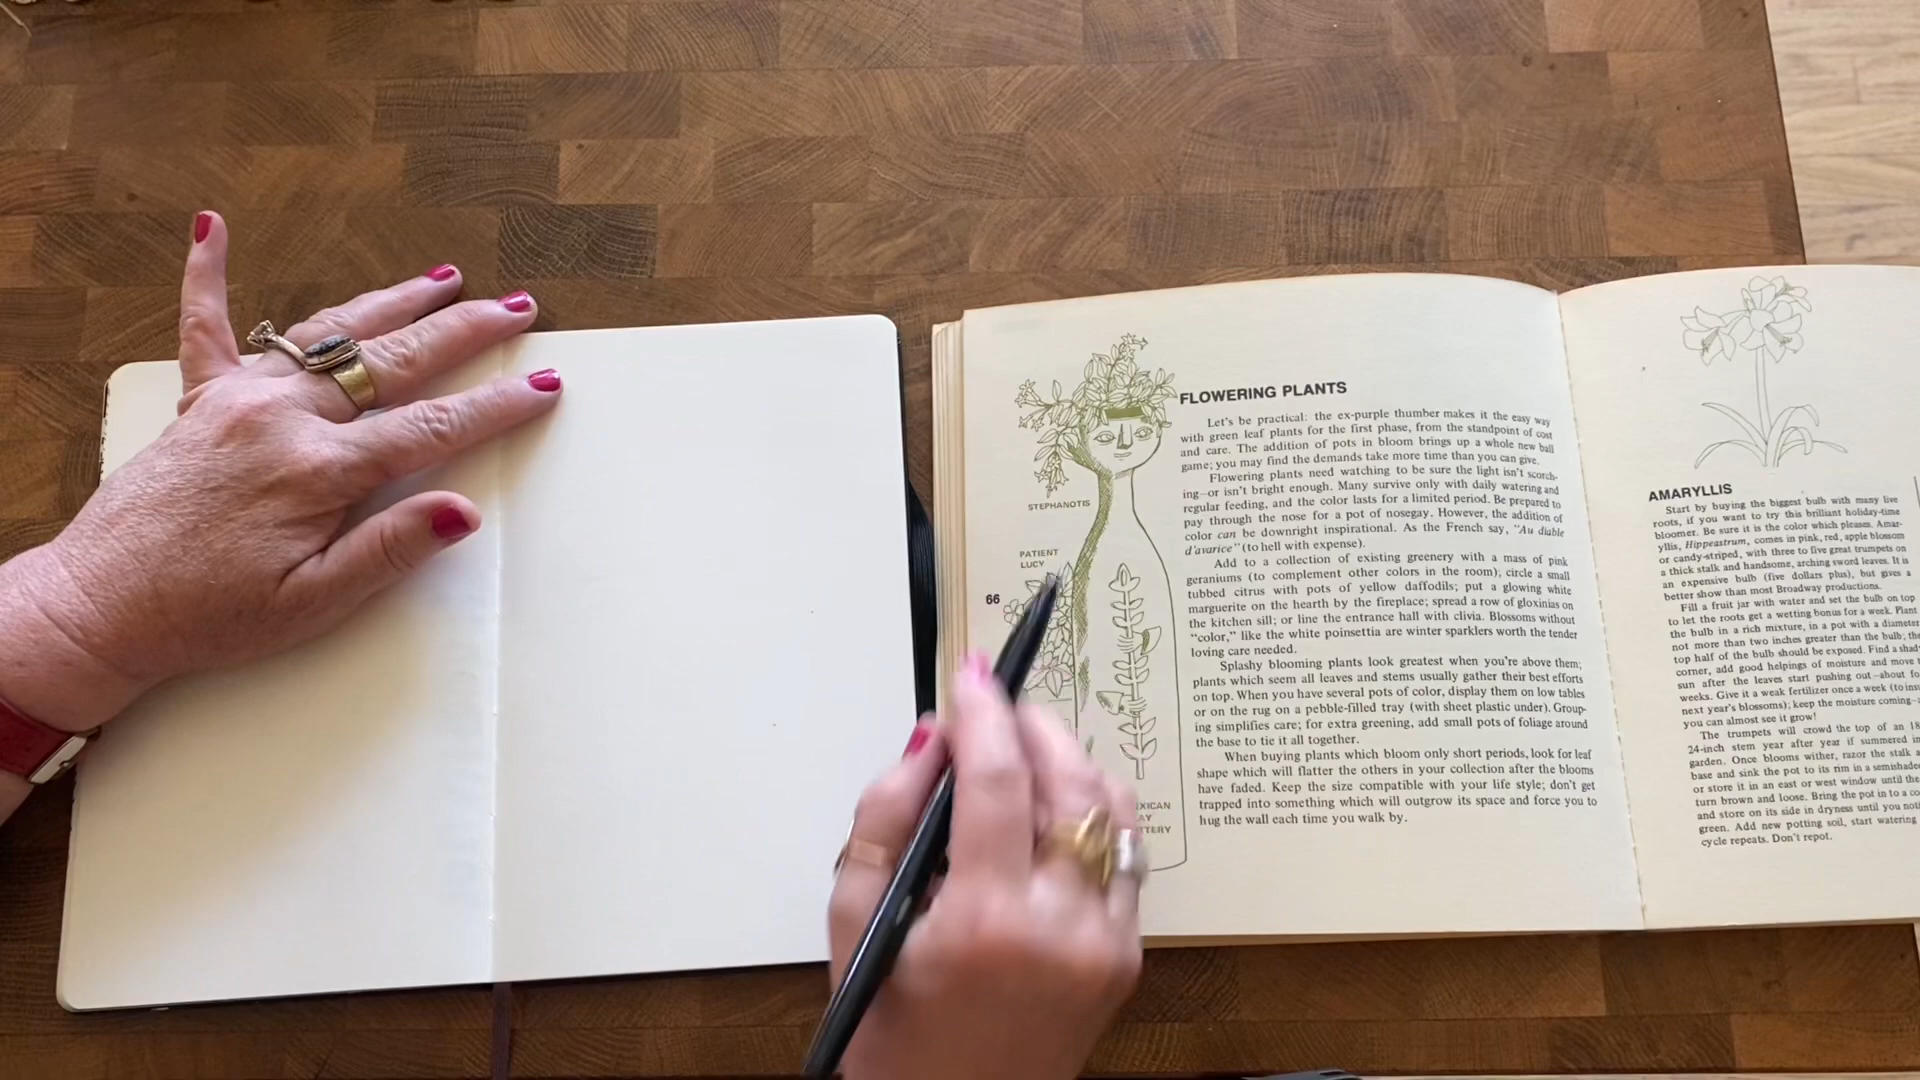 STEPHANOTIS
PATIENT
LUCY
66
FLOWERING PLANTS
Let's be practical: the ex-purple thumber makes it the easy way
with green leaf plants for the first phase, from the standpoint of cost
and care. The addition of pots in bloom brings up a whole new ball
game; you may find the demands take more time than you can give.
Flowering plants need watching to be sure the light isn't scorch-
ing—or isn't bright enough. Many survive only with daily watering and
regular feeding, and the color lasts for a limited period. Be prepared to
pay through the nose for a pot of nosegay. However, the addition of
color can be downright inspirational. As the French say, "Au diable
d'avarice" (to hell with expense).
Add to a collection of existing greenery with a mass of pink
geraniums (to complement other colors in the room); circle a small
tubbed citrus with pots of yellow daffodils; put a glowing white
marguerite on the hearth by the fireplace; spread a row of gloxinias on
the kitchen sill; or line the entrance hall with clivia. Blossoms without
"color," like the white poinsettia are winter sparklers worth the tender
loving care needed.
Splashy blooming plants look greatest when you're above them;
plants which seem all leaves and stems usually gather their best efforts
on top. When you have several pots of color, display them on low tables
or on the rug on a pebble-filled tray (with sheet plastic under). Group-
ing simplifies care; for extra greening, add small pots of foliage around
the base to tie it all together.
When buying plants which bloom only short periods, look for leaf
shape which will flatter the others in your collection after the blooms
have faded. Keep the size compatible with your life style; don't get
trapped into something which will outgrow its space and force you to
hug the wall each time you walk by.
XICAN
AY
TTERY
AMARYLLIS
Start by buying the biggest bulb with many live
roots, if you want to try this brilliant holiday-time
bloomer. Be sure it is the color which pleases. Amar-
yllis, Hippeastrum, comes in pink, red, apple blossom
or candy-striped, with three to five great trumpets on
a thick stalk and handsome, arching sword leaves. It is
an expensive bulb (five dollars plus), but gives a
better show than most Broadway productions.
Fill a fruit jar with water and set the bulb on top
to let the roots get a wetting bonus for a week. Plant
the bulb in a rich mixture, in a pot with a diameter
not more than two inches greater than the bulb; the
top half of the bulb should be exposed. Find a shad
corner, add good helpings of moisture and move t
sun after the leaves start pushing out—about fo
weeks. Give it a weak fertilizer once a week (to ins
next year's blossoms); keep the moisture coming—
you can almost see it grow!
The trumpets will crowd the top of an 18
24-inch stem year after year if summered in
garden. Once blooms wither, razor the stalk a
base and sink the pot to its rim in a semishade
or store it in an east or west window until the
turn brown and loose. Bring the pot in to a co
and store on its side in dryness until you noti
green. Add new potting soil, start watering
cycle repeats. Don't repot.